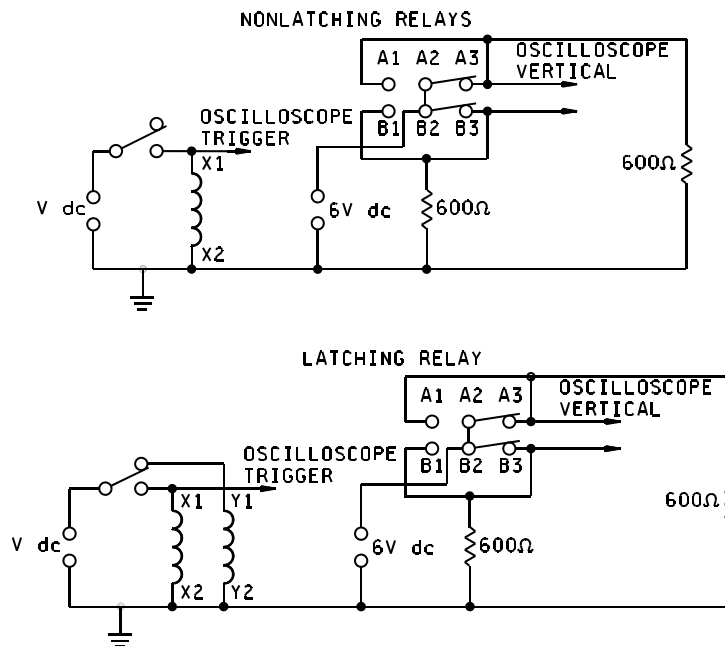 NONLATCHING RELAYS
A1 A2 A3
OSCILLOSCOPE
VERTICAL
OSCILLOSCOPE
TRIGGER
B1 B2 B3
X1
600Ω
V dc
6V dc
600Ω
X2
LATCHING RELAY
A1 A2 A3
OSCILLOSCOPE
VERTICAL
OSCILLOSCOPE
TRIGGER
B1 B2 B3
X1 Y1
600Ω
V dc
6V dc
600Ω
X2 Y2